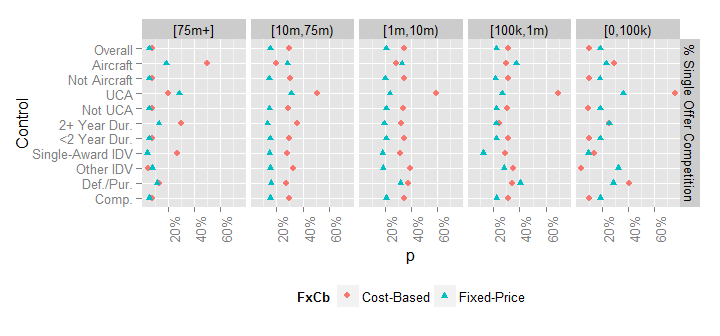 [75m+] [10m,75m) [1m,10m) [100k,1m) [0,100k)
Control
Overall
Aircraft
Not Aircraft
UCA
Not UCA
2+ Year Dur.
<2 Year Dur.
Single-Award IDV
Other IDV
Def./Pur.
Comp.
% Single Offer Competition
20% 40% 60% 20% 40% 60% 20% 40% 60% 20% 40% 60% 20% 40% 60%
p
FxCb Cost-Based Fixed-Price